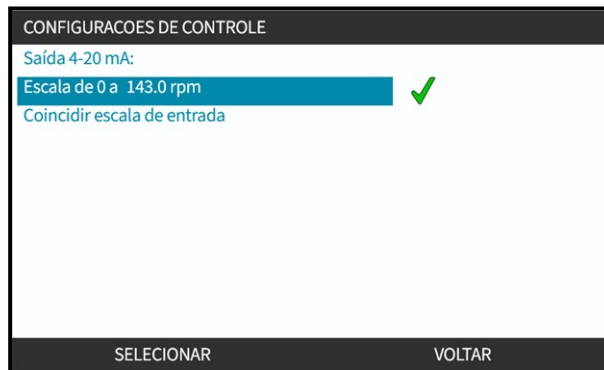 CONFIGURACOES DE CONTROLE
Saída 4-20 mA:
Escala de 0 a 143.0 rpm
Coincidir escala de entrada
SELECIONAR VOLTAR